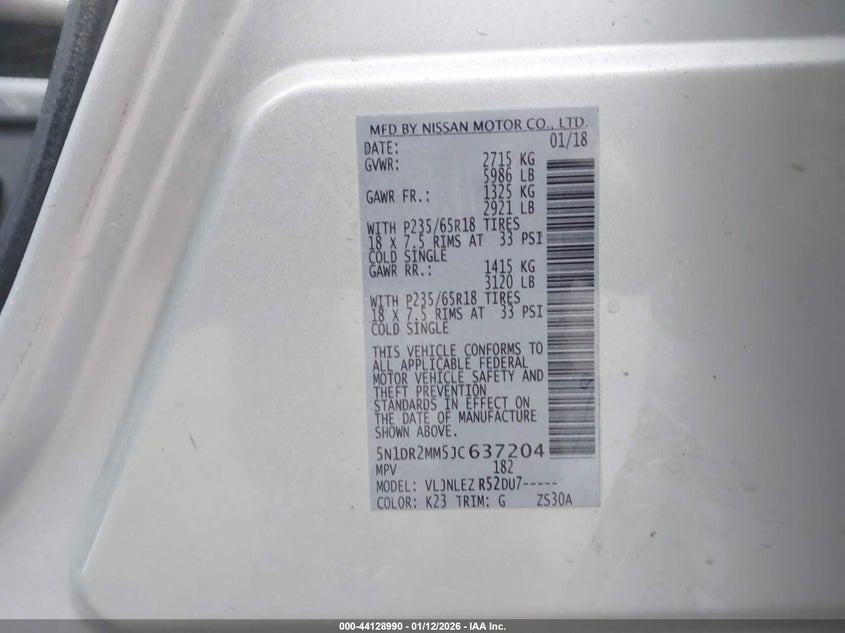 MFD BY NISSAN MOTOR CO., LTD.
DATE: 01/18
GVWR: 2715 KG
5986 LB
GAWR FR.: 1325 KG
2921 LB
WITH P235/65R18 TIRES
18 X 7.5 RIMS AT 33 PSI
COLD SINGLE
GAWR RR.: 1415 KG
3120 LB
WITH P235/65R18 TIRES
18 X 7.5 RIMS AT 33 PSI
COLD SINGLE
THIS VEHICLE CONFORMS TO
ALL APPLICABLE FEDERAL
MOTOR VEHICLE SAFETY AND
THEFT PREVENTION
STANDARDS IN EFFECT ON
THE DATE OF MANUFACTURE
SHOWN ABOVE.
5N1DR2MM5JC637204
MPV 182
MODEL: VLJNLEZ R52DU7-----
COLOR: K23 TRIM: G ZS30A
000-44128990 - 01/12/2026 - IAA Inc.